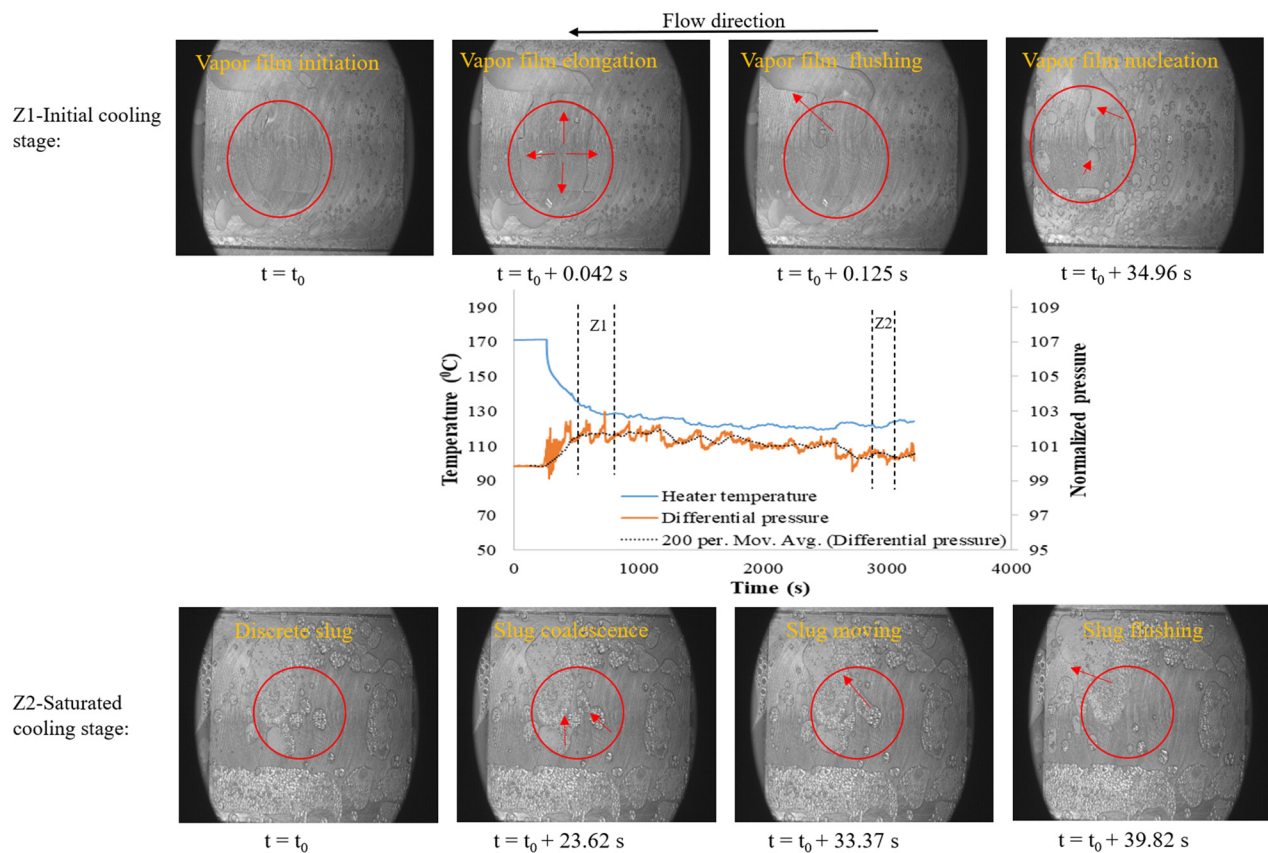 Flow direction
Vapor film initiation
Vapor film elongation
Vapor film flushing
Vapor film nucleation
Z1-Initial cooling
stage:
t = t₀
t = t₀ + 0.042 s
t = t₀ + 0.125 s
t = t₀ + 34.96 s
190
170
150
130
110
90
70
50
Temperature (⁰C)
109
107
105
103
101
99
97
95
Normalized pressure
Z1
Z2
Heater temperature
Differential pressure
200 per. Mov. Avg. (Differential pressure)
0
1000
2000
3000
4000
Time (s)
Discrete slug
Slug coalescence
Slug moving
Slug flushing
Z2-Saturated
cooling stage:
t = t₀
t = t₀ + 23.62 s
t = t₀ + 33.37 s
t = t₀ + 39.82 s